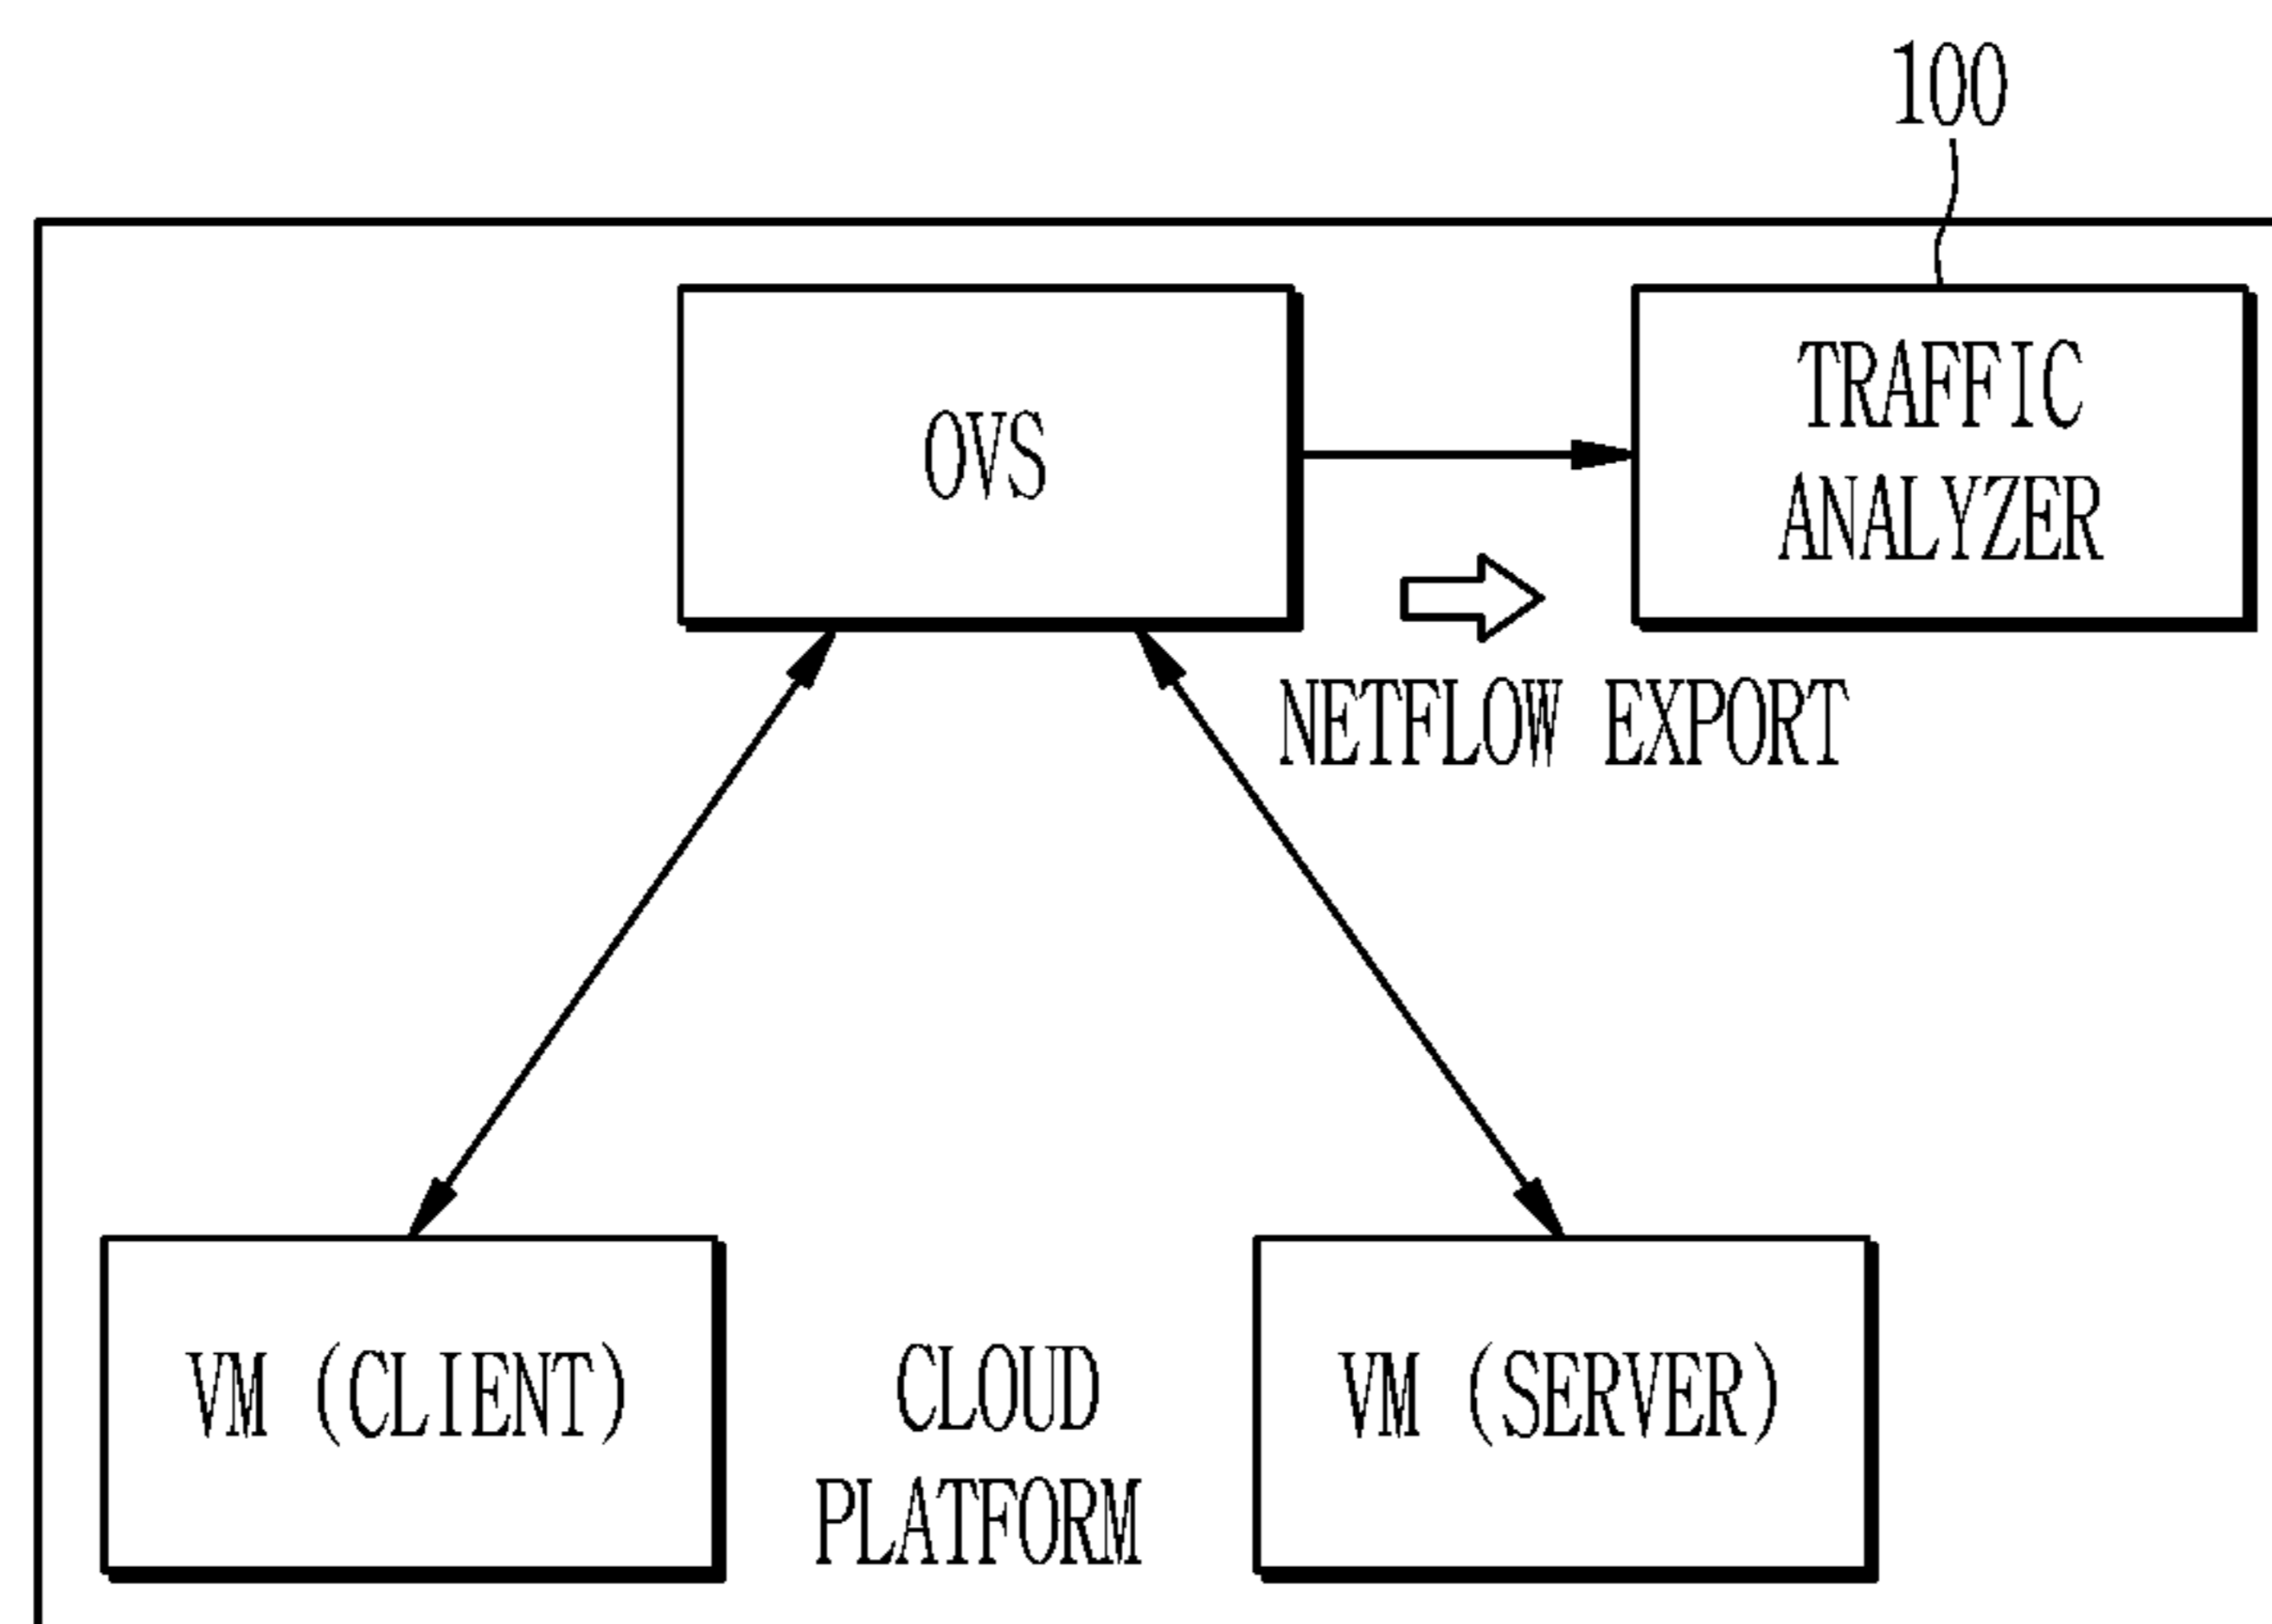 100
OVS
TRAFFIC
ANALYZER
NETFLOW EXPORT
VM (CLIENT)
CLOUD
PLATFORM
VM (SERVER)